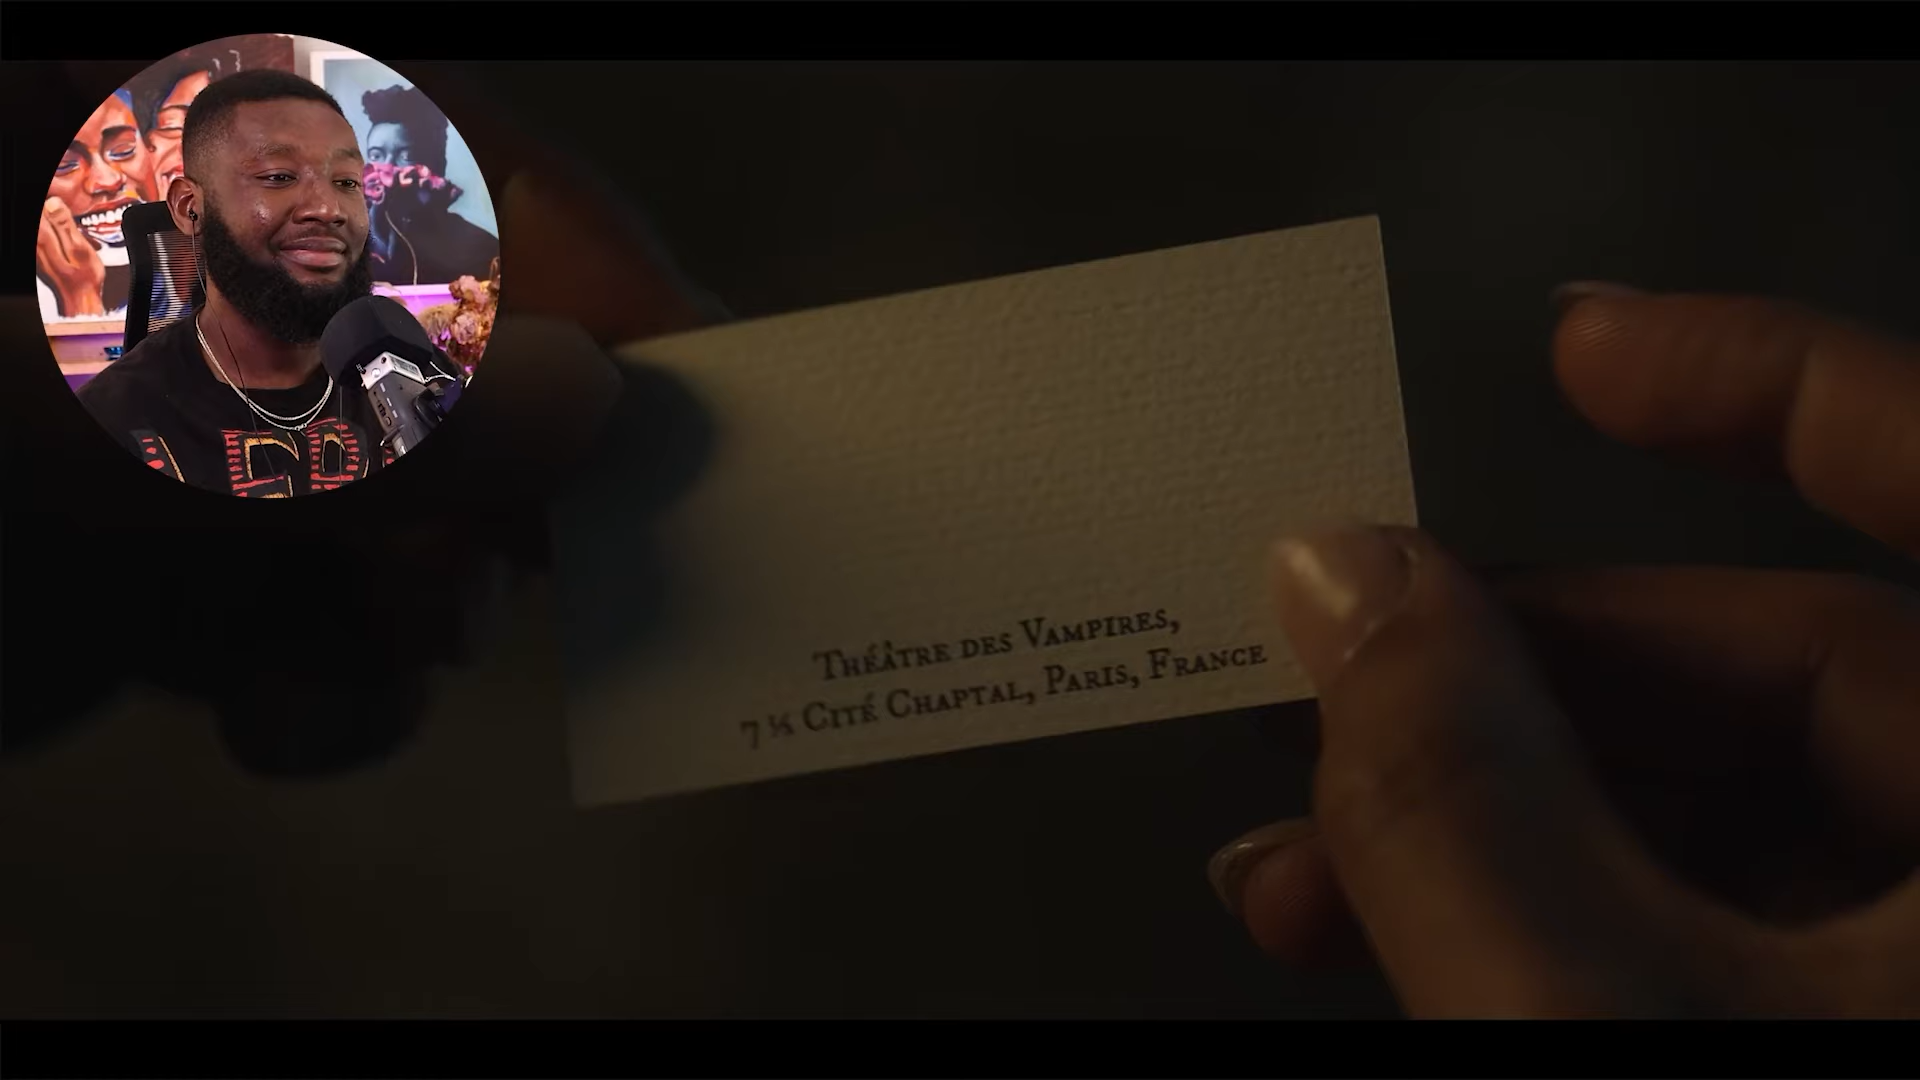 Théâtre des Vampires,
7 ½ Cité Chaptal, Paris, France